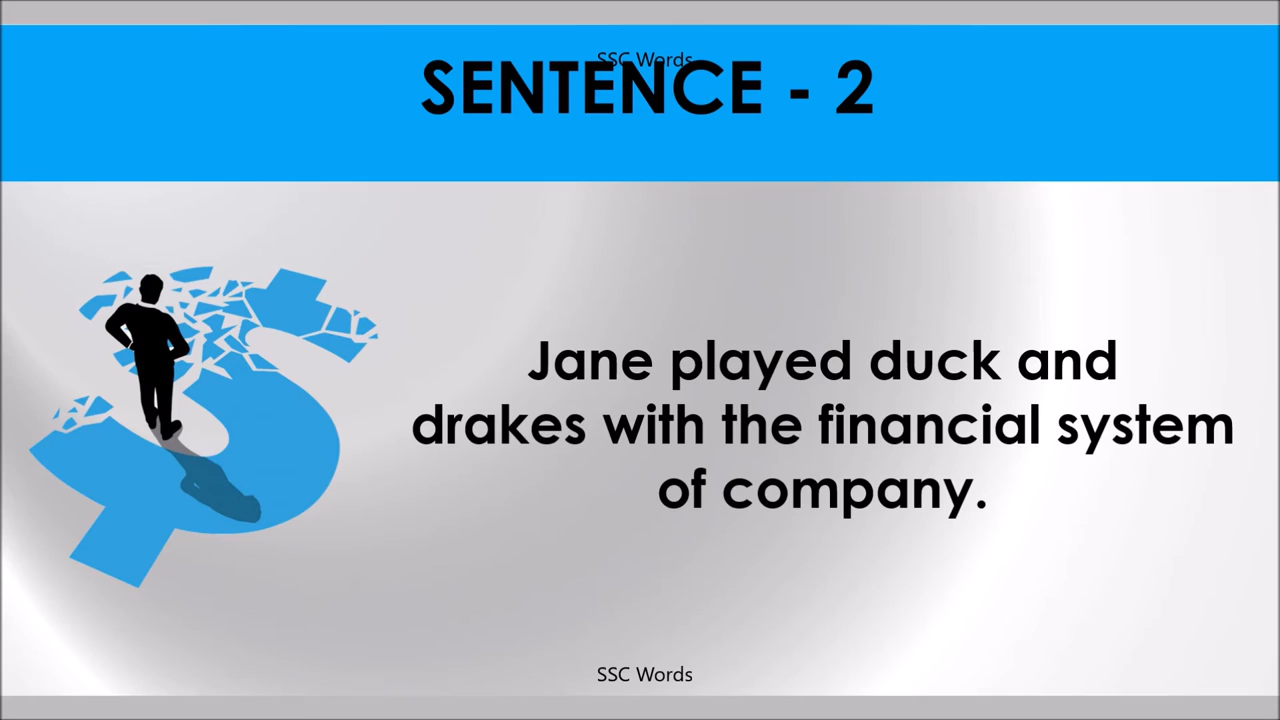 SSC Words
SENTENCE - 2
Jane played duck and
drakes with the financial system
of company.
SSC Words